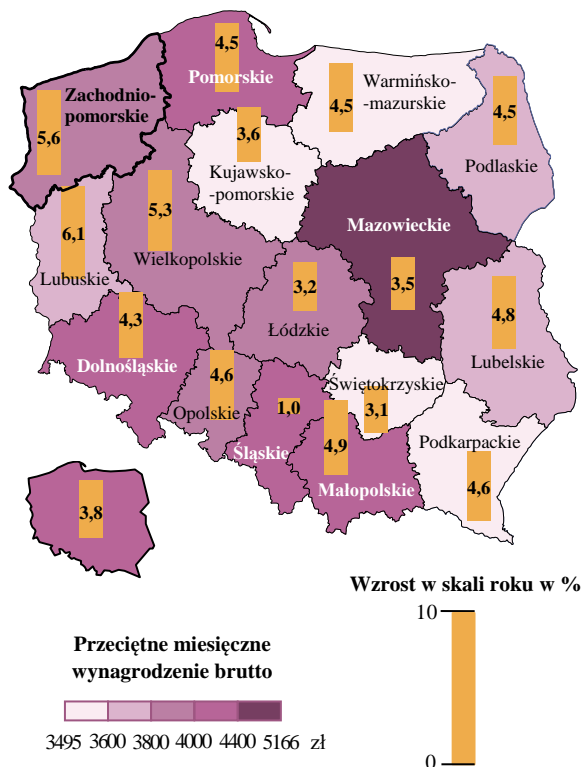 4,5
Pomorskie
Zachodnio-
pomorskie
5,6
Warmińsko-
-mazurskie
4,5
4,5
Podlaskie
3,6
Kujawsko-
-pomorskie
5,3
Wielkopolskie
Mazowieckie
3,5
6,1
Lubuskie
3,2
Łódzkie
4,8
Lubelskie
4,3
Dolnośląskie
4,6
Opolskie
1,0
Śląskie
Świętokrzyskie
3,1
4,9
Małopolskie
Podkarpackie
4,6
3,8
Wzrost w skali roku w %
10
0
Przeciętne miesięczne
wynagrodzenie brutto
3495 3600 3800 4000 4400 5166 zł